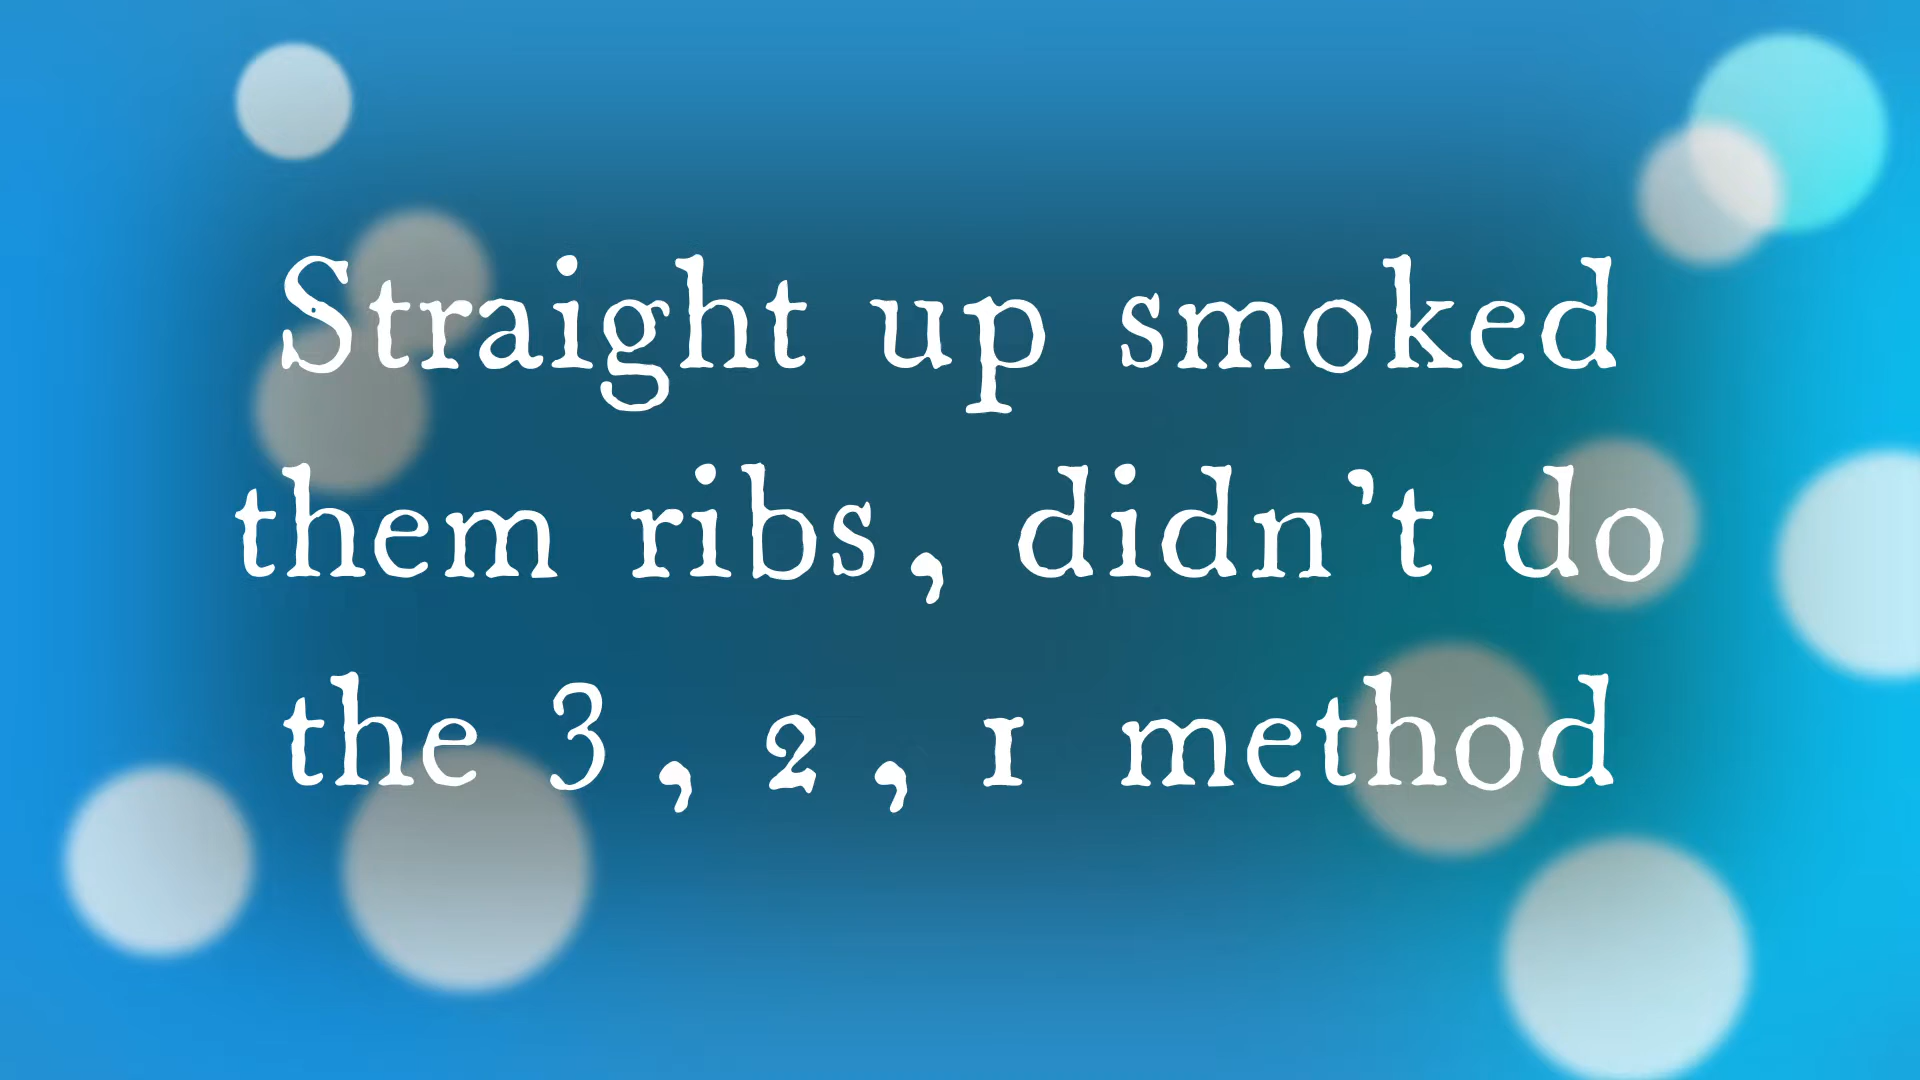 Straight up smoked
them ribs, didn't do
the 3, 2, 1 method